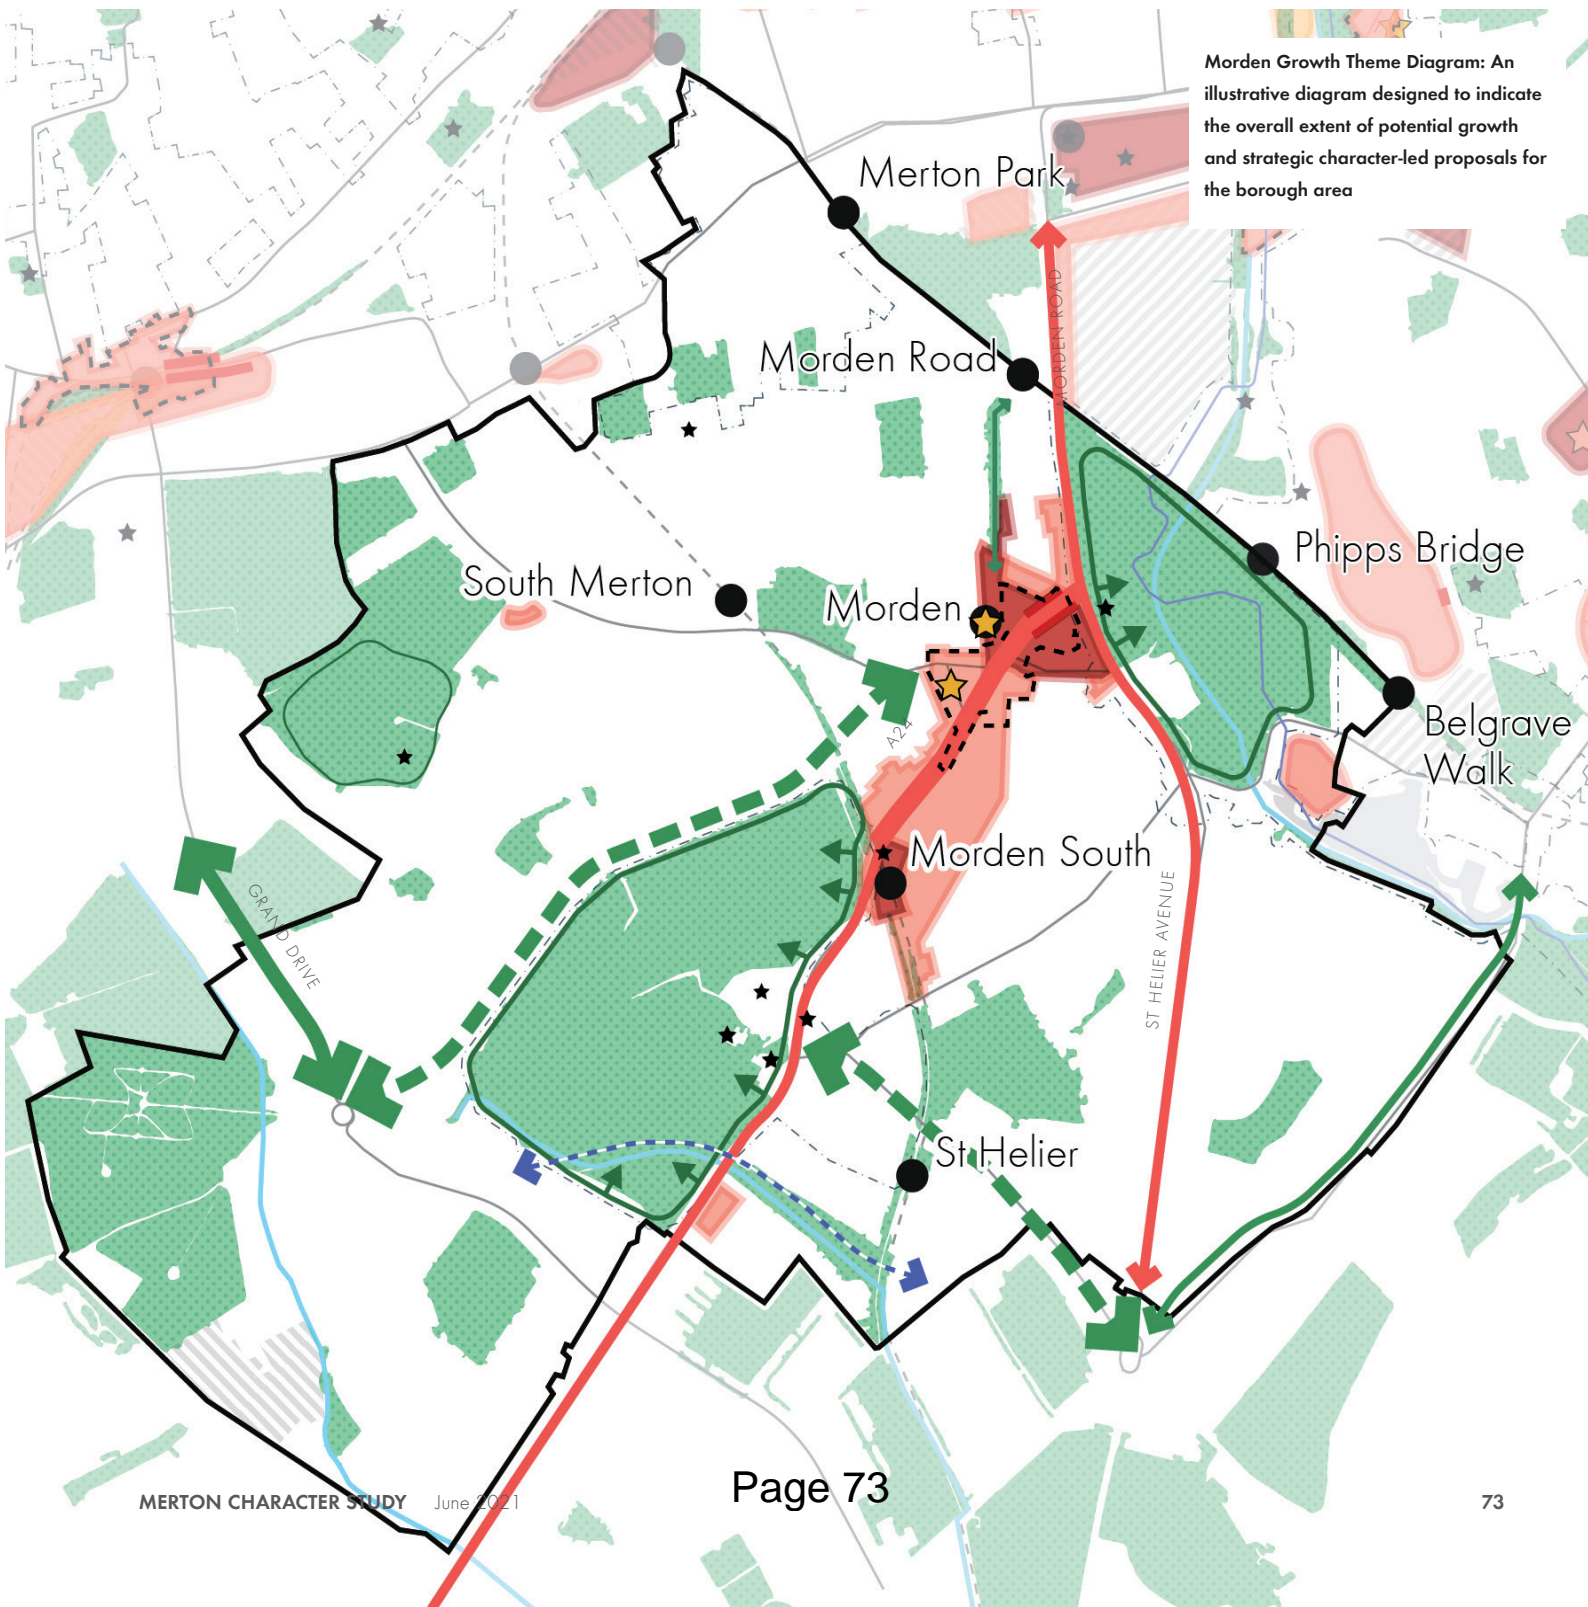 Morden Growth Theme Diagram: An
illustrative diagram designed to indicate
the overall extent of potential growth
and strategic character-led proposals for
the borough area
Merton Park
MORDEN ROAD
Morden Road
Phipps Bridge
South Merton
Morden
A24
Belgrave
Walk
Morden South
GRAND DRIVE
ST HELIER AVENUE
St Helier
Page 73
MERTON CHARACTER STUDY June 2021
73